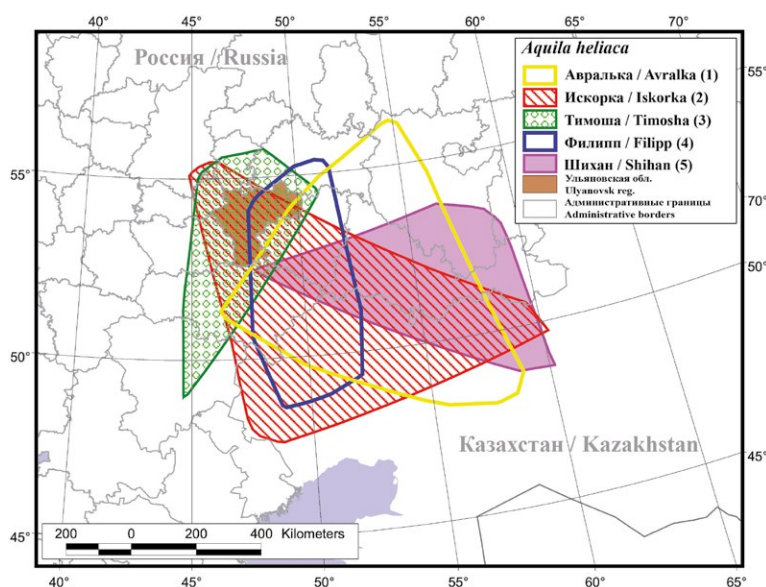 40° 45° 50° 55° 60° 65° 70°
Россия / Russia
Aquila heliaca
Авралька / Avralka (1)
Искорка / Iskorka (2)
Тимоша / Timosha (3)
Филипп / Filipp (4)
Шихан / Shihan (5)
Ульяновская обл.
Ulyanovsk reg.
Административные границы
Administrative borders
55° 55°
70°
50° 50°
Казахстан / Kazakhstan
45° 45°
200 0 200 400 Kilometers
40° 45° 50° 55° 60° 65°